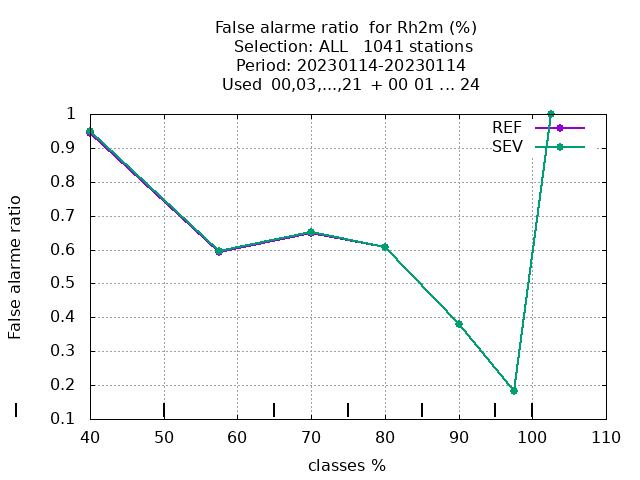 False alarme ratio  for Rh2m (%)
Selection: ALL   1041 stations
Period: 20230114-20230114
Used  00,03,...,21  + 00 01 ... 24
REF
SEV
1
0.9
0.8
0.7
0.6
0.5
0.4
0.3
0.2
0.1
False alarme ratio
40 50 60 70 80 90 100 110
classes %